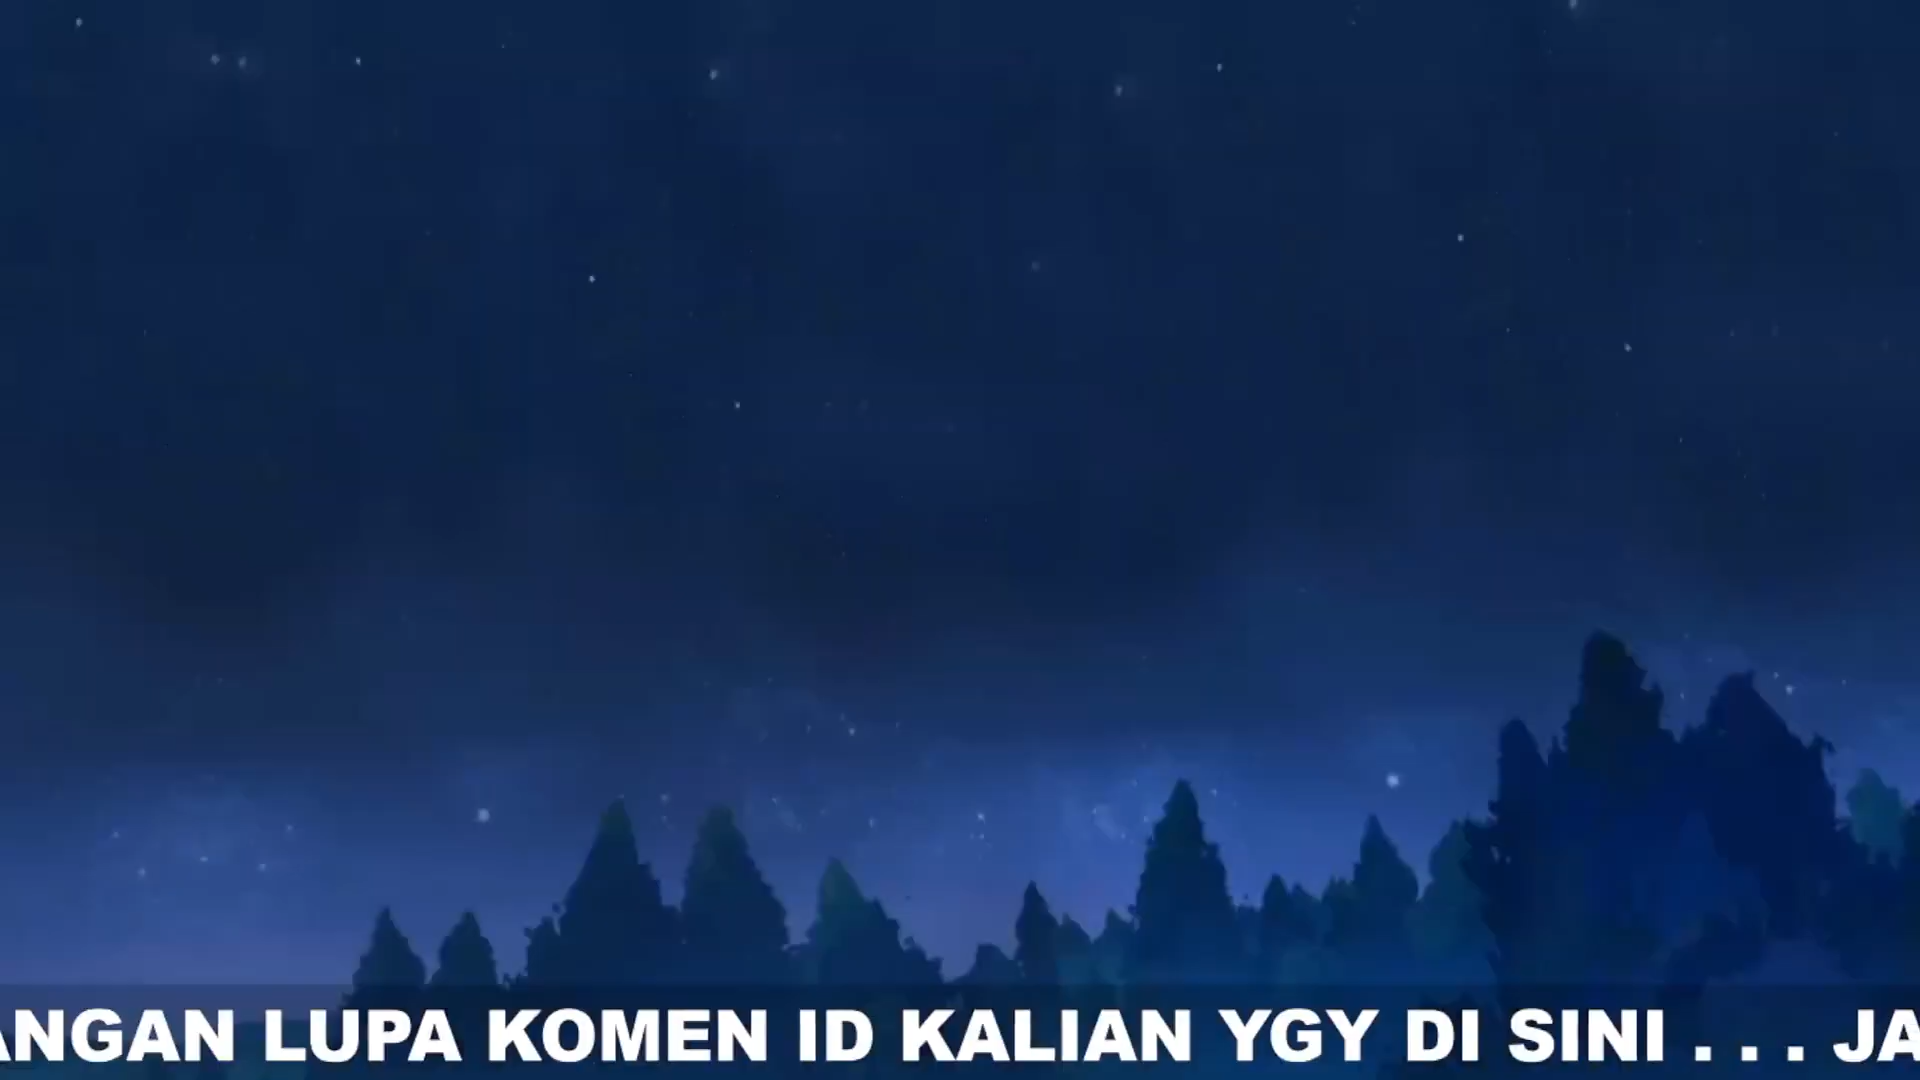 ANGAN LUPA KOMEN ID KALIAN YGY DI SINI . . . JA